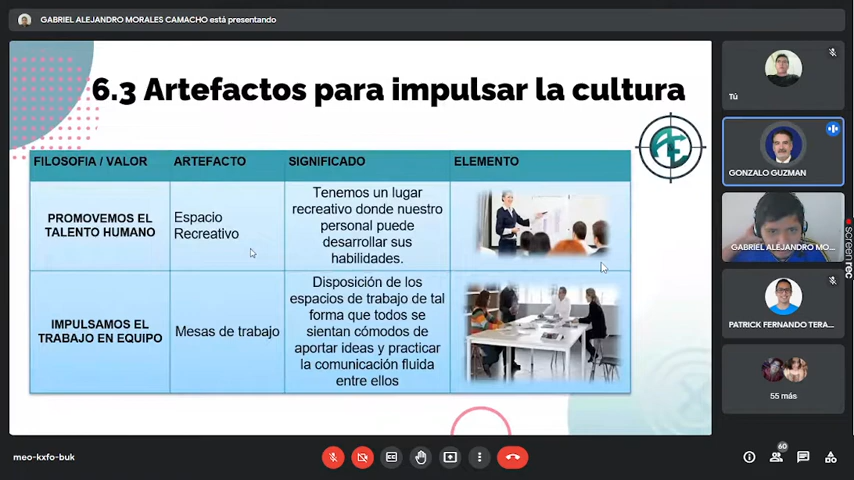 GABRIEL ALEJANDRO MORALES CAMACHO está presentando
6.3 Artefactos para impulsar la cultura
FILOSOFIA / VALOR
ARTEFACTO
SIGNIFICADO
ELEMENTO
PROMOVEMOS EL
TALENTO HUMANO
Espacio
Recreativo
Tenemos un lugar
recreativo donde nuestro
personal puede
desarrollar sus
habilidades.
IMPULSAMOS EL
TRABAJO EN EQUIPO
Mesas de trabajo
Disposición de los
espacios de trabajo de tal
forma que todos se
sientan cómodos de
aportar ideas y practicar
la comunicación fluida
entre ellos
AE
Tú
GONZALO GUZMAN
GABRIEL ALEJANDRO MO...
PATRICK FERNANDO TERA...
55 más
screenrec
meo-kxfo-buk
60